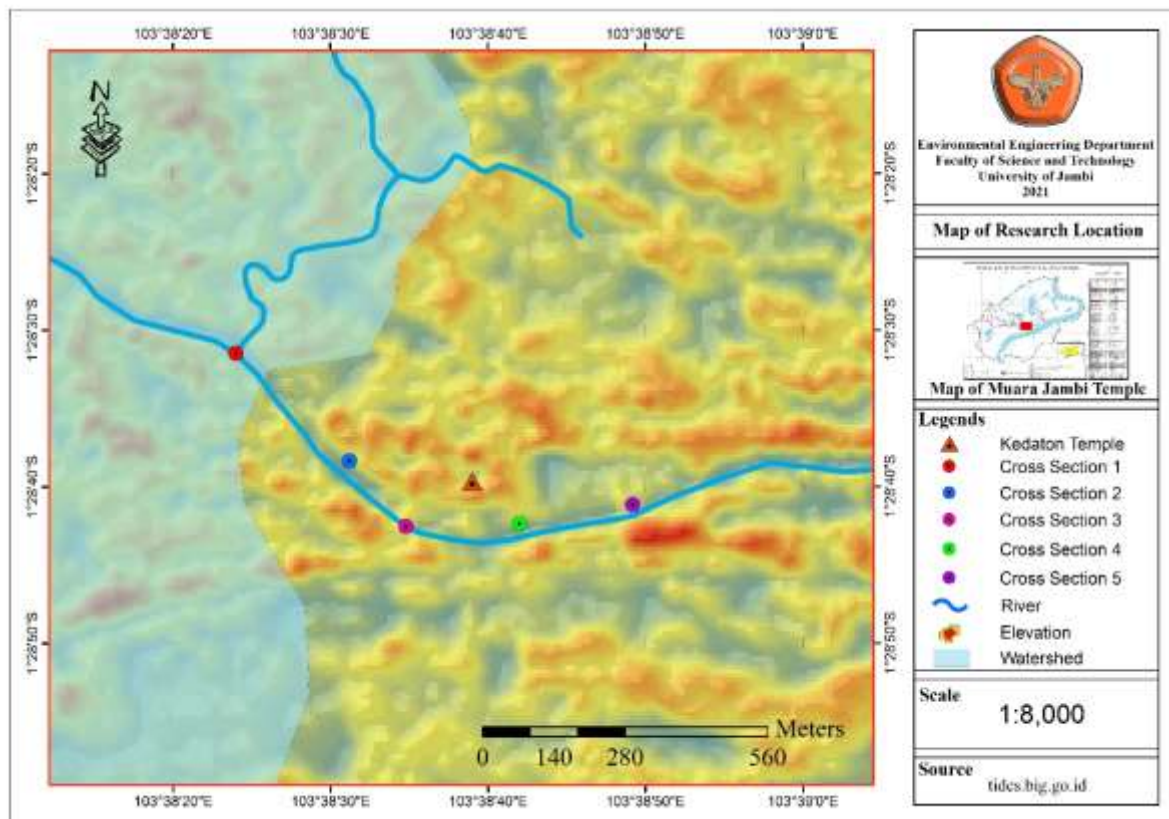 103°38'20"E 103°38'30"E 103°38'40"E 103°38'50"E 103°39'0"E
N
1°28'20"S 1°28'20"S
1°28'30"S 1°28'30"S
1°28'40"S 1°28'40"S
1°28'50"S 1°28'50"S
Meters
0 140 280 560
103°38'20"E 103°38'30"E 103°38'40"E 103°38'50"E 103°39'0"E
Environmental Engineering Department
Faculty of Science and Technology
University of Jambi
2021
Map of Research Location
Map of Muara Jambi Temple
Legends
Kedaton Temple
Cross Section 1
Cross Section 2
Cross Section 3
Cross Section 4
Cross Section 5
River
Elevation
Watershed
Scale
1:8,000
Source
tides.big.go.id